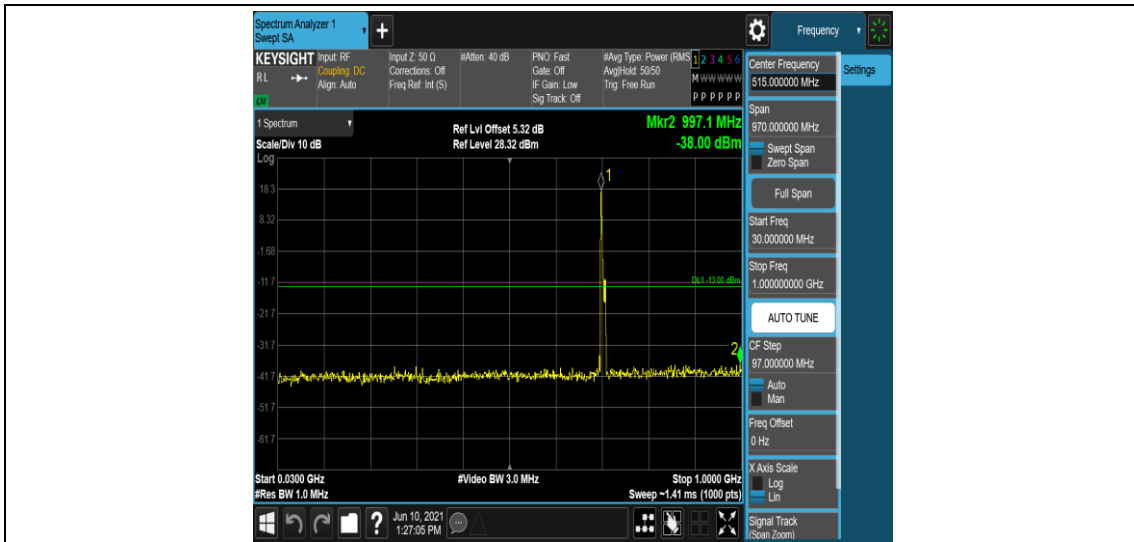 Spectrum Analyzer 1
Swept SA
+
Frequency
KEYSIGHT
RL
LXI
Input: RF
Coupling: DC
Align: Auto
Input Z: 50 Ω
Corrections: Off
Freq Ref: Int (S)
#Atten: 40 dB
PNO: Fast
Gate: Off
IF Gain: Low
Sig Track: Off
#Avg Type: Power (RMS
Avg|Hold: 50/50
Trig: Free Run
1 2 3 4 5 6
M W W W W W
P P P P P P
1 Spectrum
Scale/Div 10 dB
Log
Ref Lvl Offset 5.32 dB
Ref Level 28.32 dBm
Mkr2 997.1 MHz
-38.00 dBm
1
18.3
8.32
-1.68
-11.7
DL1 -13.00 dBm
-21.7
-31.7
2
-41.7
-51.7
-61.7
Start 0.0300 GHz
#Res BW 1.0 MHz
#Video BW 3.0 MHz
Stop 1.0000 GHz
Sweep ~1.41 ms (1000 pts)
?
Jun 10, 2021
1:27:05 PM
Center Frequency
515.000000 MHz
Settings
Span
970.000000 MHz
Swept Span
Zero Span
Full Span
Start Freq
30.000000 MHz
Stop Freq
1.000000000 GHz
AUTO TUNE
CF Step
97.000000 MHz
Auto
Man
Freq Offset
0 Hz
X Axis Scale
Log
Lin
Signal Track
(Span Zoom)